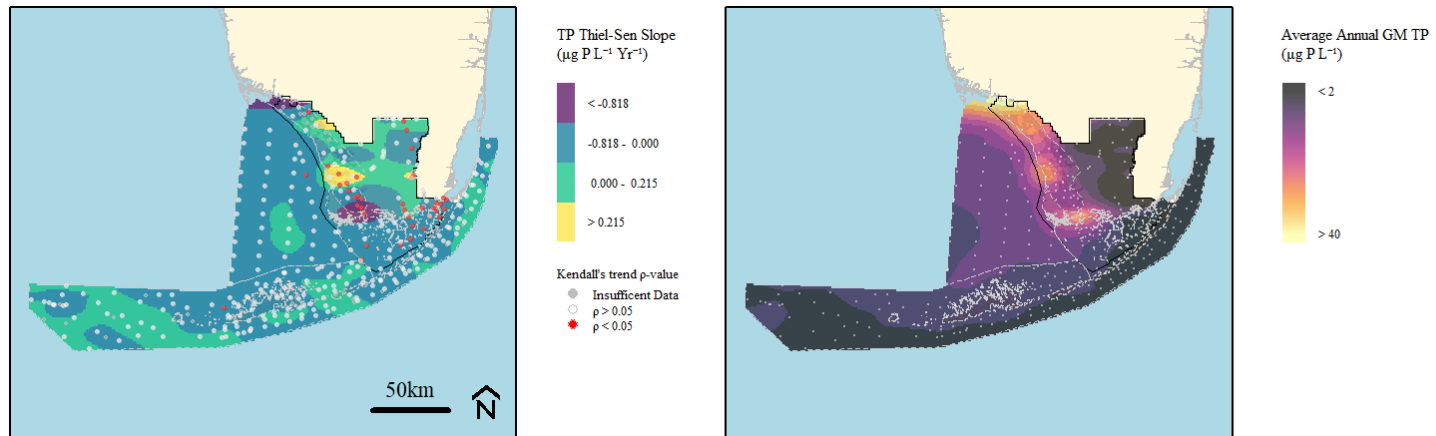 TP Thiel-Sen Slope
(µg P L⁻¹ Yr⁻¹)
< -0.818
-0.818 - 0.000
0.000 - 0.215
> 0.215
Kendall's trend ρ-value
Insufficent Data
ρ > 0.05
ρ < 0.05
50km
N
Average Annual GM TP
(µg P L⁻¹)
< 2
> 40